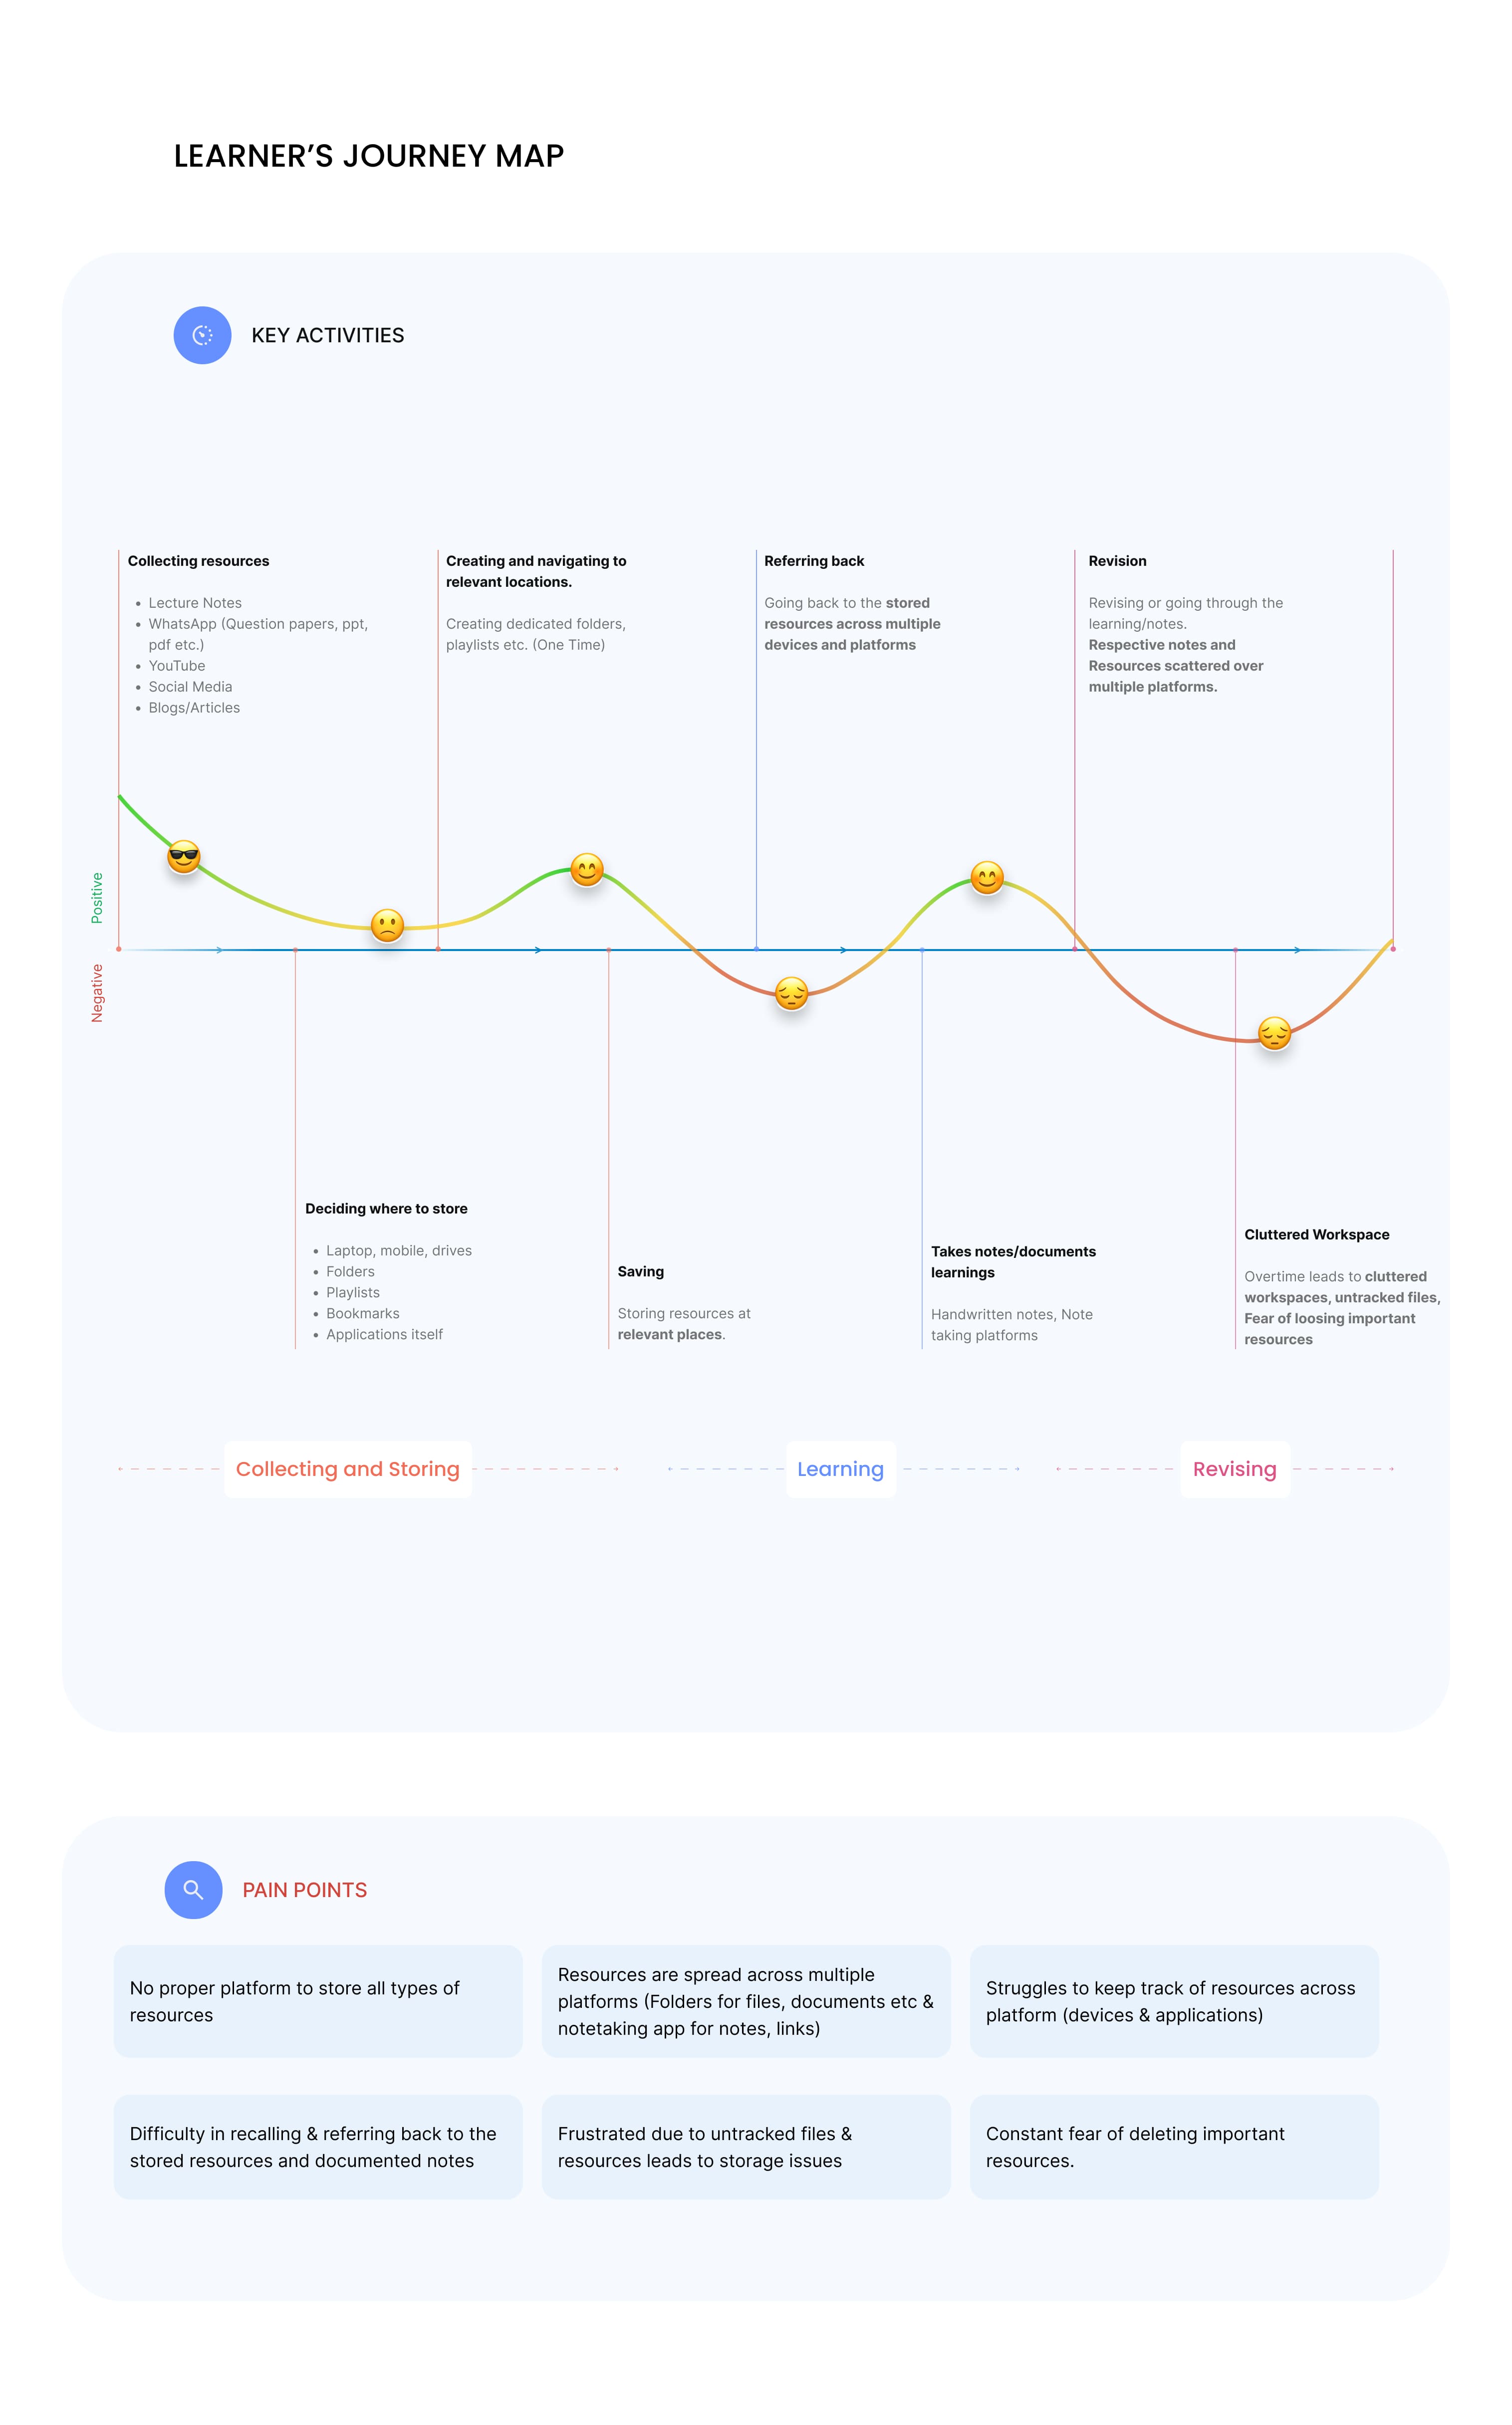 LEARNER’S JOURNEY MAP
KEY ACTIVITIES
Collecting resources
• Lecture Notes
• WhatsApp (Question papers, ppt,
pdf etc.)
• YouTube
• Social Media
• Blogs/Articles
Creating and navigating to
relevant locations.
Creating dedicated folders,
playlists etc. (One Time)
Referring back
Going back to the stored
resources across multiple
devices and platforms
Revision
Revising or going through the
learning/notes.
Respective notes and
Resources scattered over
multiple platforms.
Positive
Negative
Deciding where to store
• Laptop, mobile, drives
• Folders
• Playlists
• Bookmarks
• Applications itself
Saving
Storing resources at
relevant places.
Takes notes/documents
learnings
Handwritten notes, Note
taking platforms
Cluttered Workspace
Overtime leads to cluttered
workspaces, untracked files,
Fear of loosing important
resources
Collecting and Storing
Learning
Revising
PAIN POINTS
No proper platform to store all types of
resources
Resources are spread across multiple
platforms (Folders for files, documents etc &
notetaking app for notes, links)
Struggles to keep track of resources across
platform (devices & applications)
Difficulty in recalling & referring back to the
stored resources and documented notes
Frustrated due to untracked files &
resources leads to storage issues
Constant fear of deleting important
resources.